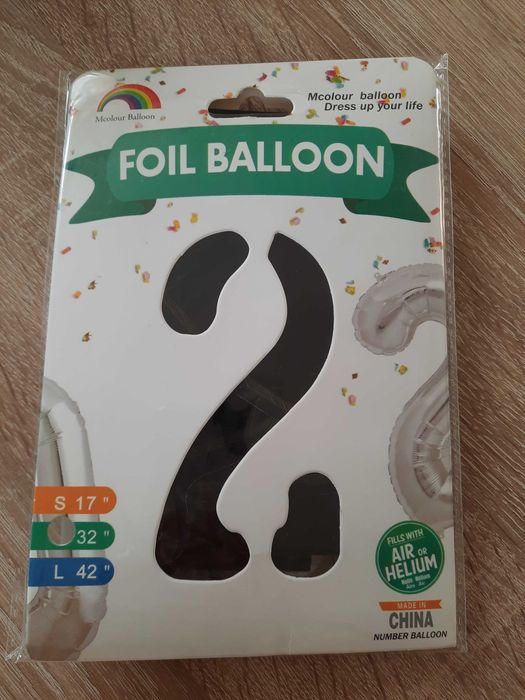 Mcolour Balloon
Mcolour balloon
Dress up your life
FOIL BALLOON
2
S 17"
32"
L 42"
FILLS WITH
AIR OR
HELIUM
MADE IN
CHINA
NUMBER BALLOON